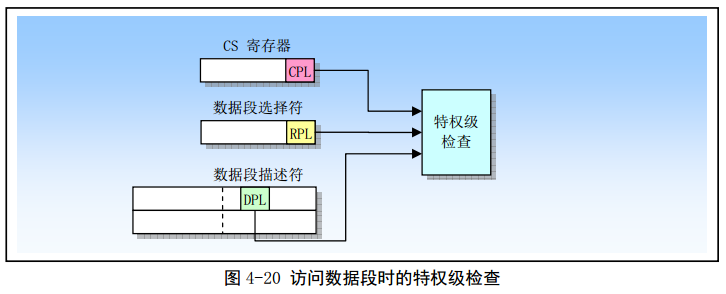 CS 寄存器
CPL
数据段选择符
RPL
数据段描述符
DPL
特权级
检查
图 4-20 访问数据段时的特权级检查